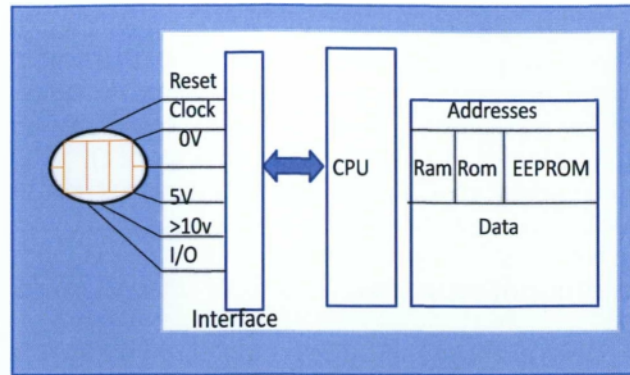 Reset
Clock
0V
5V
>10v
I/O
Interface
CPU
Addresses
Ram Rom EEPROM
Data